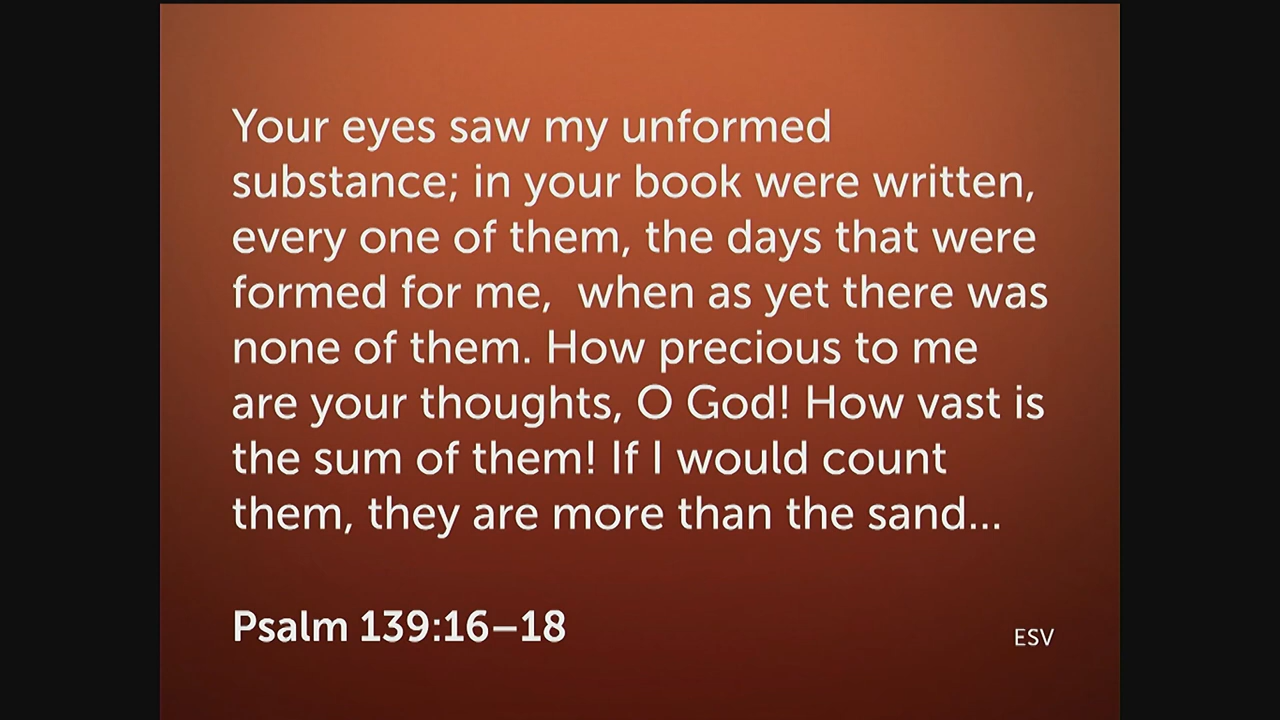 Your eyes saw my unformed
substance; in your book were written,
every one of them, the days that were
formed for me,  when as yet there was
none of them. How precious to me
are your thoughts, O God! How vast is
the sum of them! If I would count
them, they are more than the sand...
Psalm 139:16–18
ESV